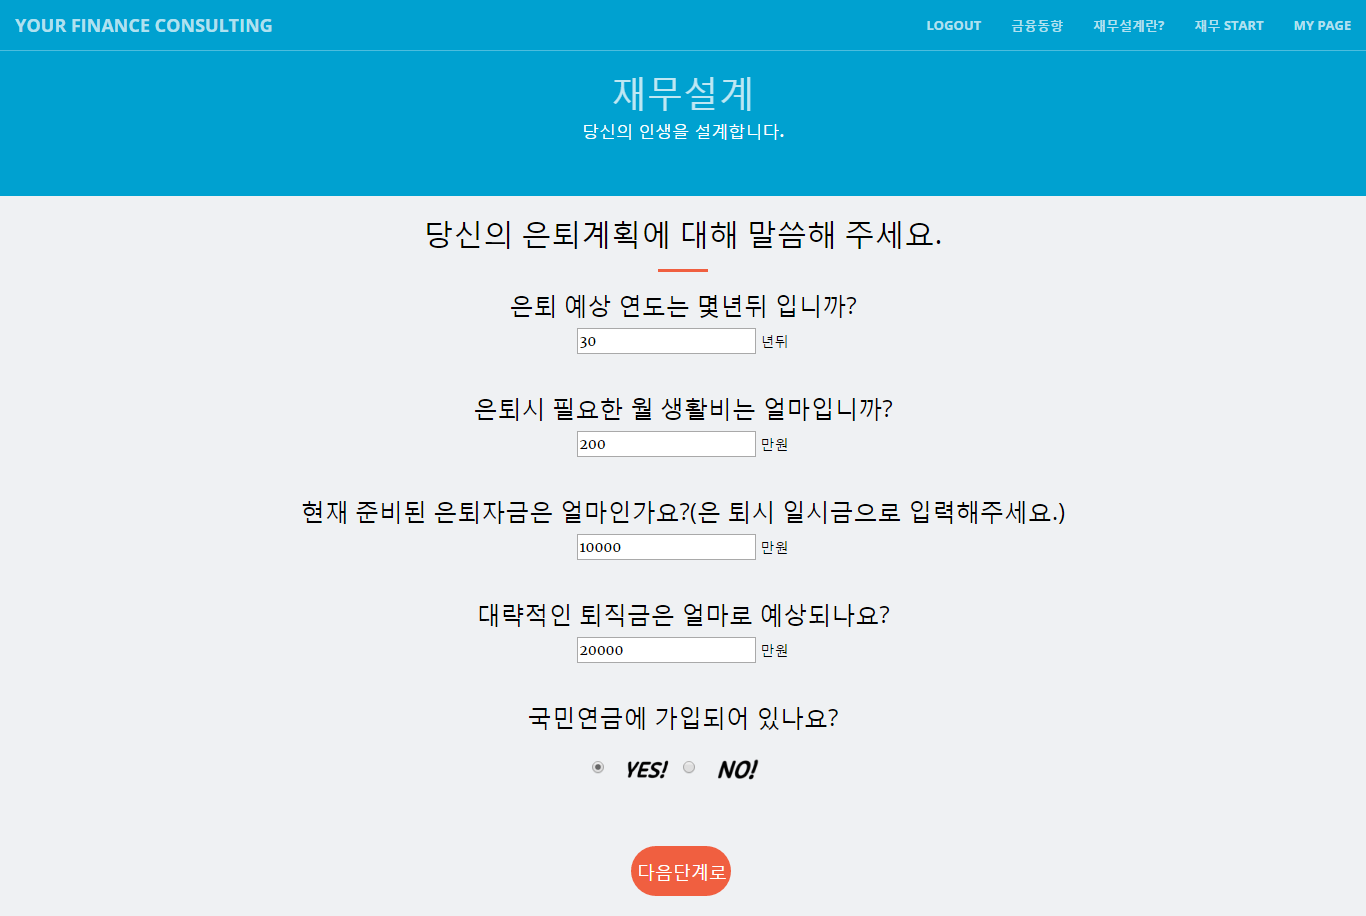 YOUR FINANCE CONSULTING
LOGOUT 금융동향 재무설계란? 재무 START MY PAGE
재무설계
당신의 인생을 설계합니다.
당신의 은퇴계획에 대해 말씀해 주세요.
은퇴 예상 연도는 몇년뒤 입니까?
30 년뒤
은퇴시 필요한 월 생활비는 얼마입니까?
200 만원
현재 준비된 은퇴자금은 얼마인가요?(은 퇴시 일시금으로 입력해주세요.)
10000 만원
대략적인 퇴직금은 얼마로 예상되나요?
20000 만원
국민연금에 가입되어 있나요?
YES! NO!
다음단계로